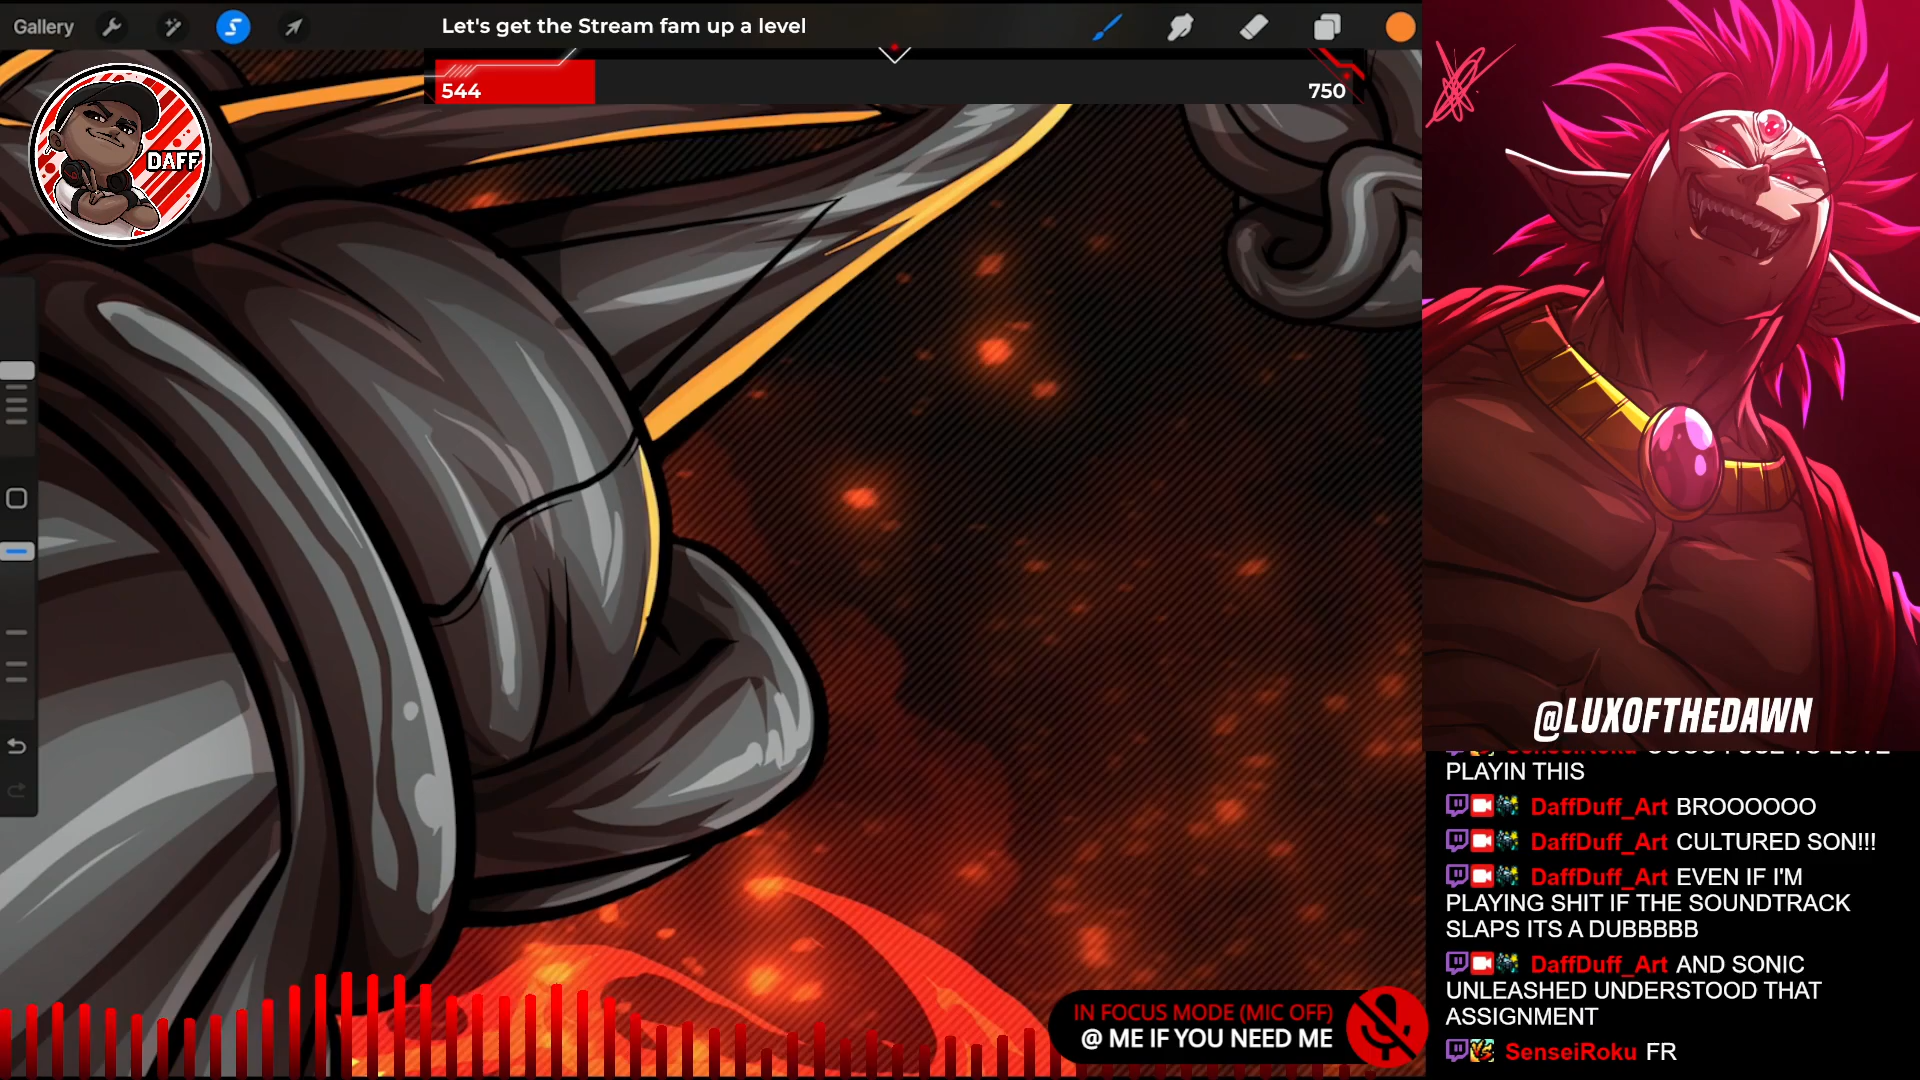 Gallery
Let's get the Stream fam up a level
544
750
DAFF
@LUXOFTHEDAWN
PLAYIN THIS
DaffDuff_Art BROOOOOO
DaffDuff_Art CULTURED SON!!!
DaffDuff_Art EVEN IF I'M
PLAYING SHIT IF THE SOUNDTRACK
SLAPS ITS A DUBBBBB
DaffDuff_Art AND SONIC
UNLEASHED UNDERSTOOD THAT
ASSIGNMENT
SenseiRoku FR
IN FOCUS MODE (MIC OFF)
@ ME IF YOU NEED ME